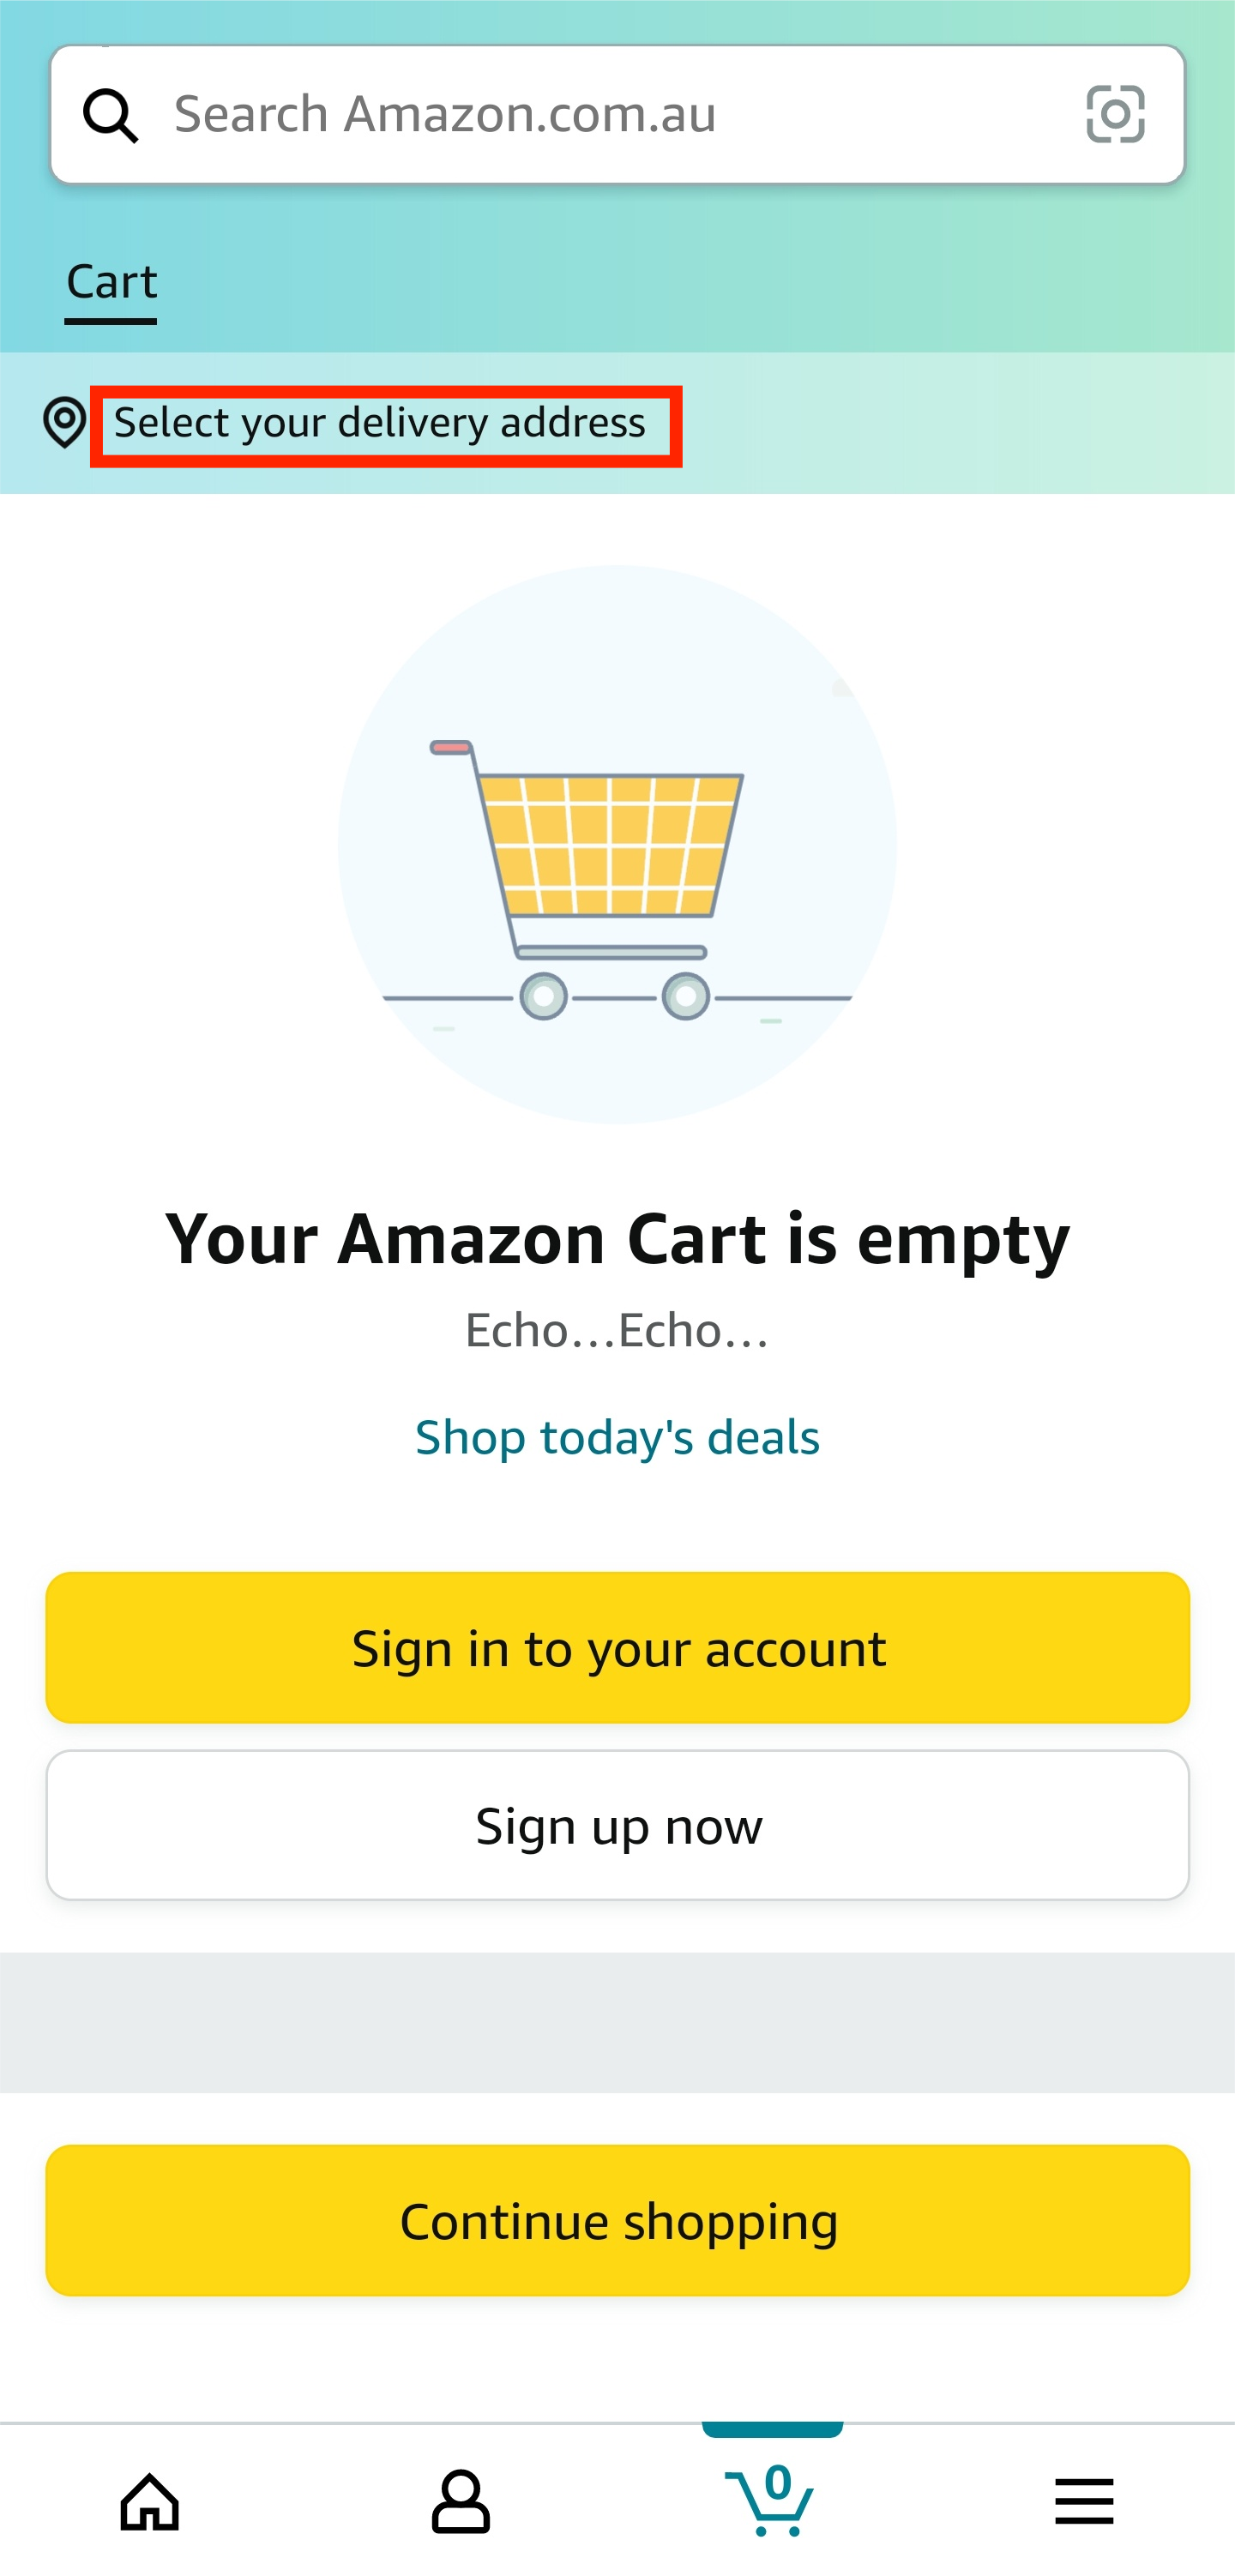 Search Amazon.com.au
Cart
Select your delivery address
Your Amazon Cart is empty
Echo...Echo...
Shop today's deals
Sign in to your account
Sign up now
Continue shopping
0